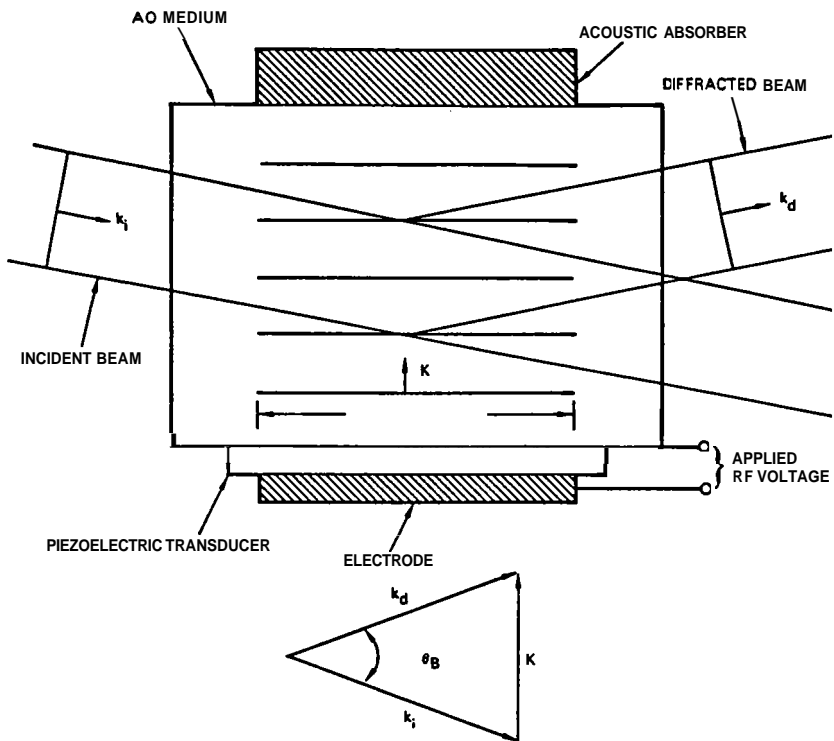 AO MEDIUM
ACOUSTIC ABSORBER
DIFFRACTED BEAM
k_i
k_d
INCIDENT BEAM
K
APPLIED
RF VOLTAGE
PIEZOELECTRIC TRANSDUCER
ELECTRODE
k_d
θ_B
K
k_i